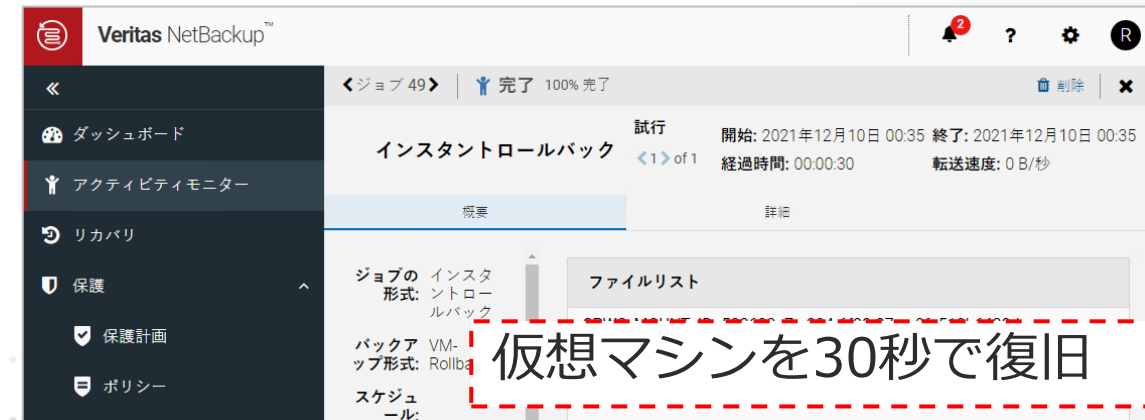 Veritas NetBackup™
2
?
R
«
ジョブ 49 完了 100% 完了
削除
インスタントロールバック
試行
1 of 1
開始: 2021年12月10日 00:35 終了: 2021年12月10日 00:35
経過時間: 00:00:30 転送速度: 0 B/秒
ダッシュボード
アクティビティモニター
リカバリ
保護
保護計画
ポリシー
概要
詳細
ジョブの
形式:
インスタ
ントロー
ルバック
バックア
ップ形式:
VM-
スケジュ
ール:
ファイルリスト
仮想マシンを30秒で復旧